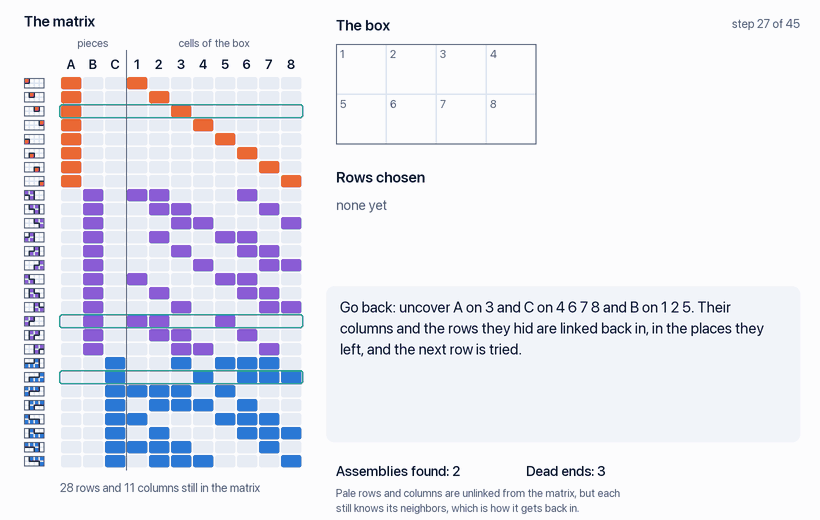 The matrix
pieces
cells of the box
A B C 1 2 3 4 5 6 7 8
28 rows and 11 columns still in the matrix
The box
step 27 of 45
1 2 3 4
5 6 7 8
Rows chosen
none yet
Go back: uncover A on 3 and C on 4 6 7 8 and B on 1 2 5. Their
columns and the rows they hid are linked back in, in the places they
left, and the next row is tried.
Assemblies found: 2
Dead ends: 3
Pale rows and columns are unlinked from the matrix, but each
still knows its neighbors, which is how it gets back in.